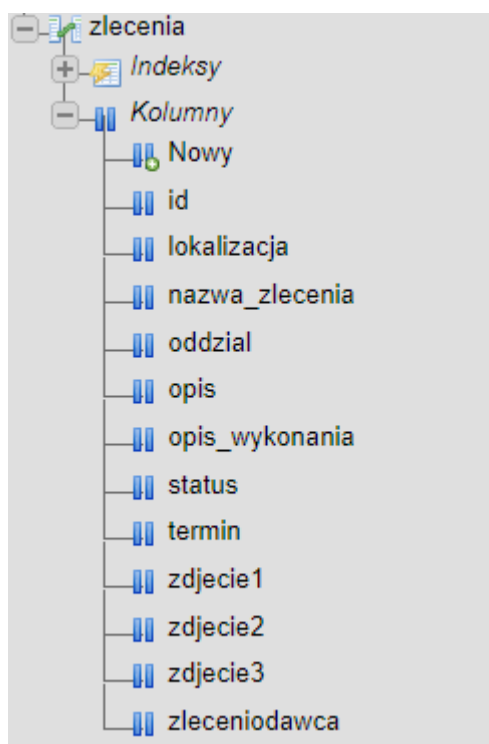 zlecenia
Indeksy
Kolumny
Nowy
id
lokalizacja
nazwa_zlecenia
oddzial
opis
opis_wykonania
status
termin
zdjecie1
zdjecie2
zdjecie3
zleceniodawca